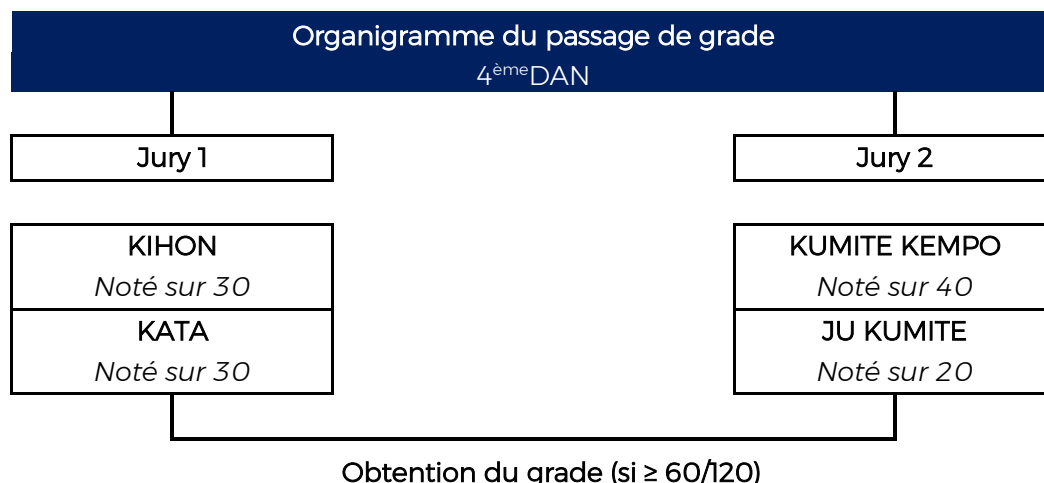 Organigramme du passage de grade
4èmeDAN
Jury 1
Jury 2
KIHON
Noté sur 30
KATA
Noté sur 30
KUMITE KEMPO
Noté sur 40
JU KUMITE
Noté sur 20
Obtention du grade (si ≥ 60/120)